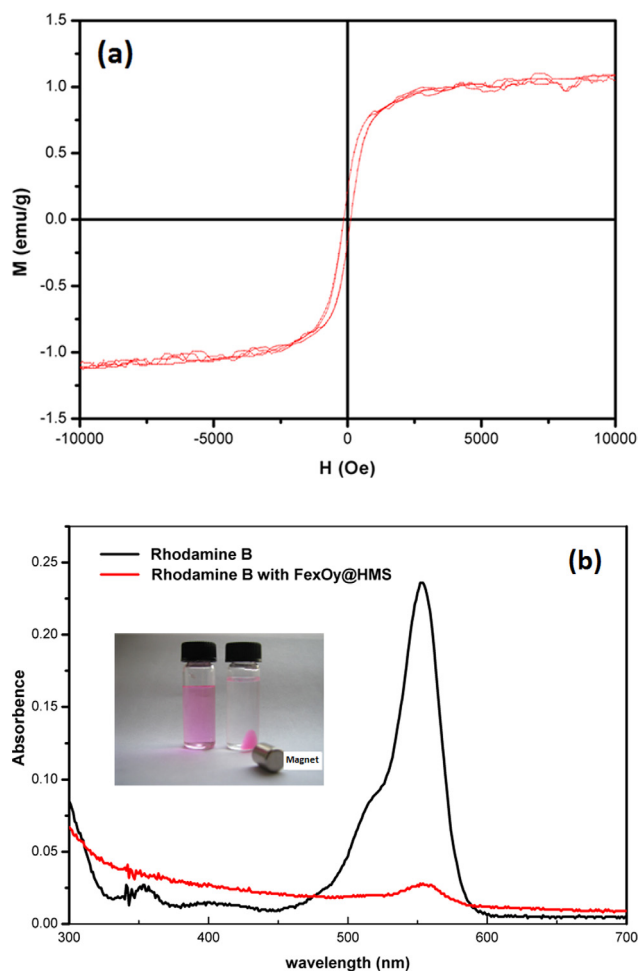 (a)
1.5
1.0
0.5
0.0
-0.5
-1.0
-1.5
M (emu/g)
-10000 -5000 0 5000 10000
H (Oe)
(b)
Rhodamine B
Rhodamine B with FexOy@HMS
0.25
0.20
0.15
0.10
0.05
0.00
Absorbence
Magnet
300 400 500 600 700
wavelength (nm)